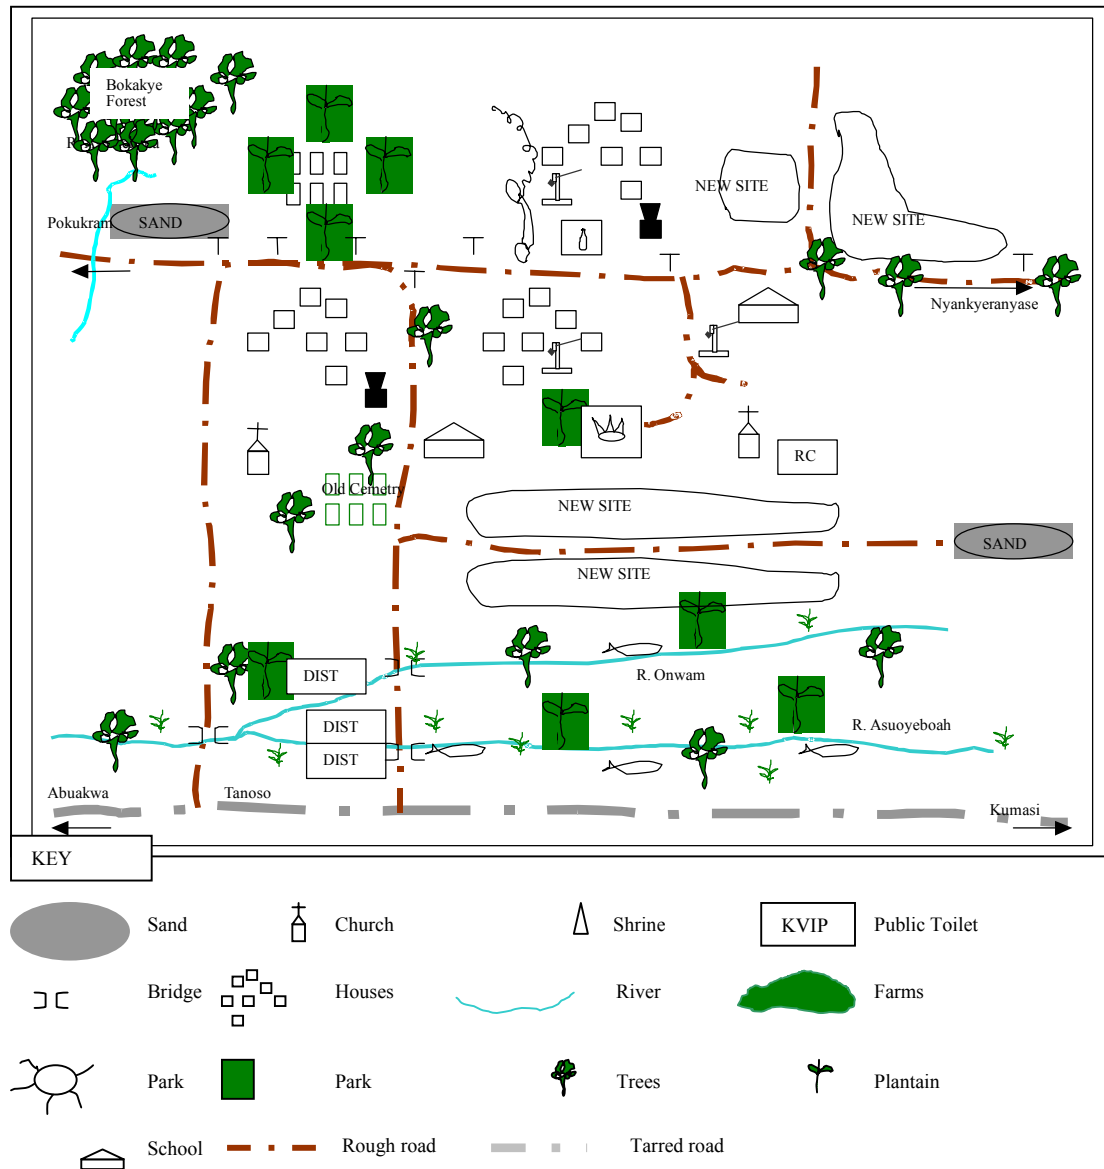 Bokakye
Forest
Pokukram
SAND
NEW SITE
NEW SITE
Nyankyeranyase
RC
Old Cemetry
NEW SITE
SAND
NEW SITE
DIST
R. Onwam
DIST
R. Asuoyeboah
DIST
Abuakwa
Tanoso
Kumasi
KEY
Sand
Church
Shrine
KVIP
Public Toilet
Bridge
Houses
River
Farms
Park
Park
Trees
Plantain
School
Rough road
Tarred road